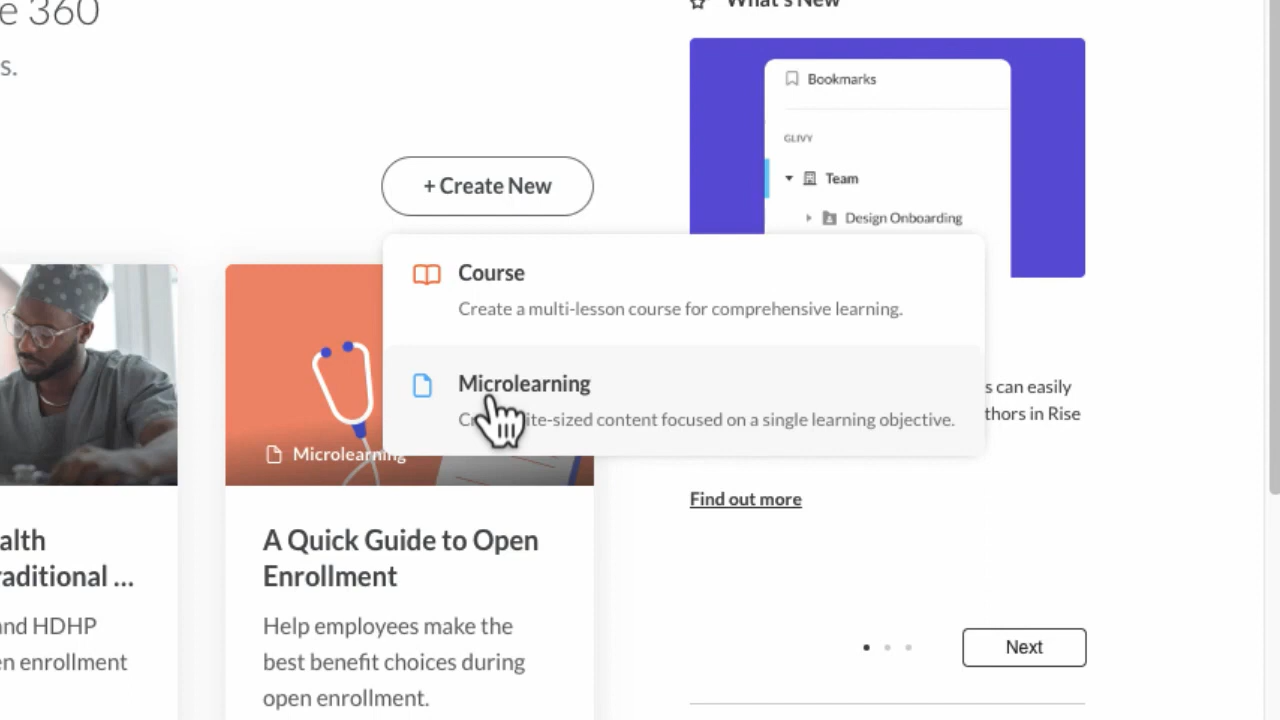 e 360
s.
What's New
Bookmarks
GLIVY
Team
Design Onboarding
+ Create New
Course
Create a multi-lesson course for comprehensive learning.
Microlearning
ite-sized content focused on a single learning objective.
s can easily
thors in Rise
Microlearning
Find out more
alth
raditional ...
and HDHP
en enrollment
A Quick Guide to Open
Enrollment
Help employees make the
best benefit choices during
open enrollment.
Next